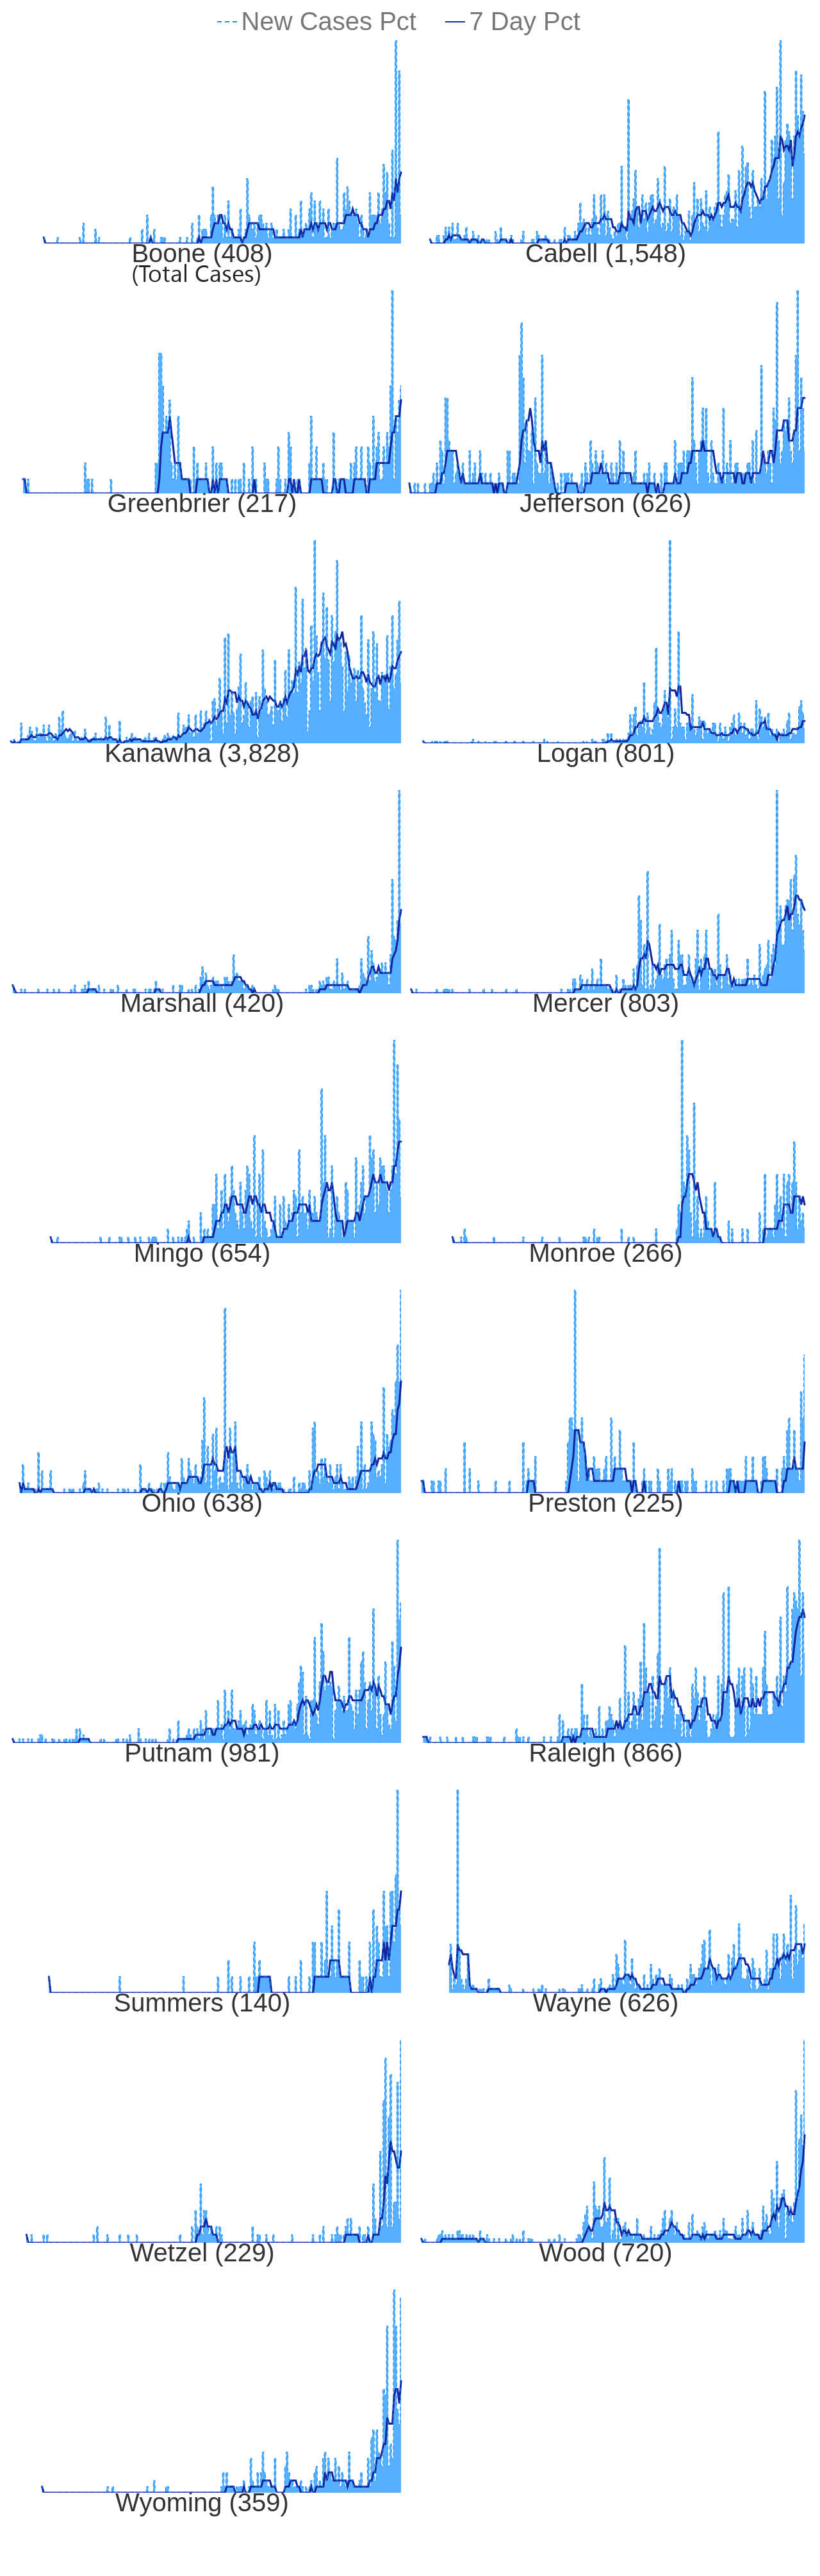 New Cases Pct 7 Day Pct
Boone (408) Cabell (1,548)
(Total Cases)
Greenbrier (217) Jefferson (626)
Kanawha (3,828) Logan (801)
Marshall (420) Mercer (803)
Mingo (654) Monroe (266)
Ohio (638) Preston (225)
Putnam (981) Raleigh (866)
Summers (140) Wayne (626)
Wetzel (229) Wood (720)
Wyoming (359)